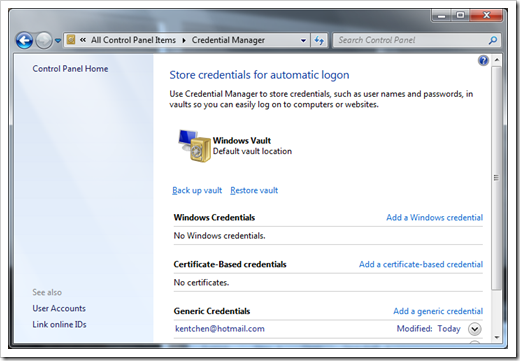 All Control Panel Items
Credential Manager
Search Control Panel
Control Panel Home
Store credentials for automatic logon
Use Credential Manager to store credentials, such as user names and passwords, in
vaults so you can easily log on to computers or websites.
Windows Vault
Default vault location
Back up vault Restore vault
Windows Credentials Add a Windows credential
No Windows credentials.
Certificate-Based credentials Add a certificate-based credential
No certificates.
Generic Credentials Add a generic credential
kentchen@hotmail.com Modified: Today
See also
User Accounts
Link online IDs